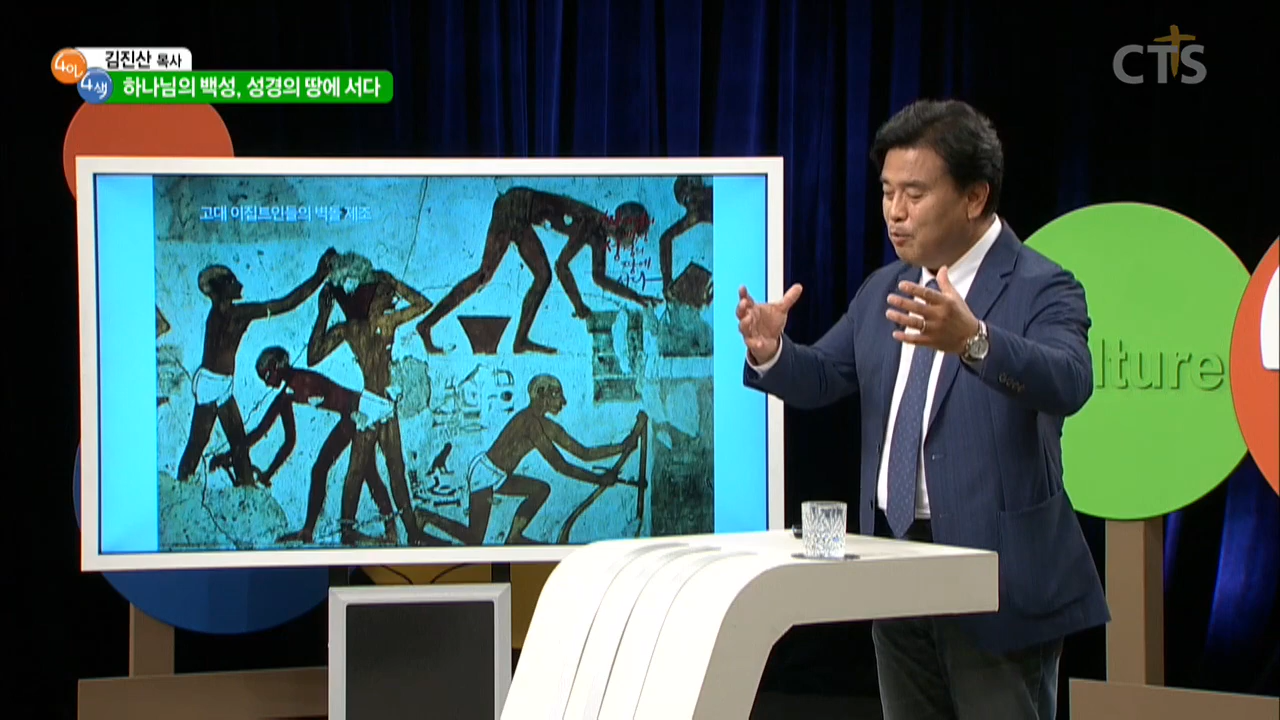 4인
4색
김진산 목사
하나님의 백성, 성경의 땅에 서다
CTS
고대 이집트인들의 벽돌 제조
lture